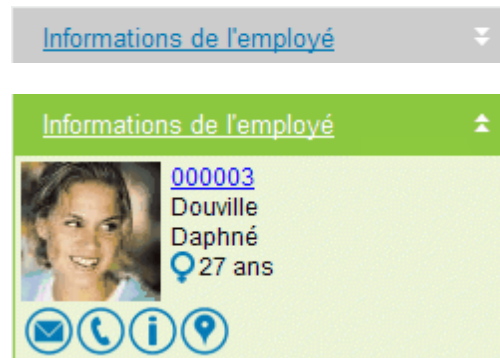 Informations de l'employé
Informations de l'employé
000003
Douville
Daphné
27 ans